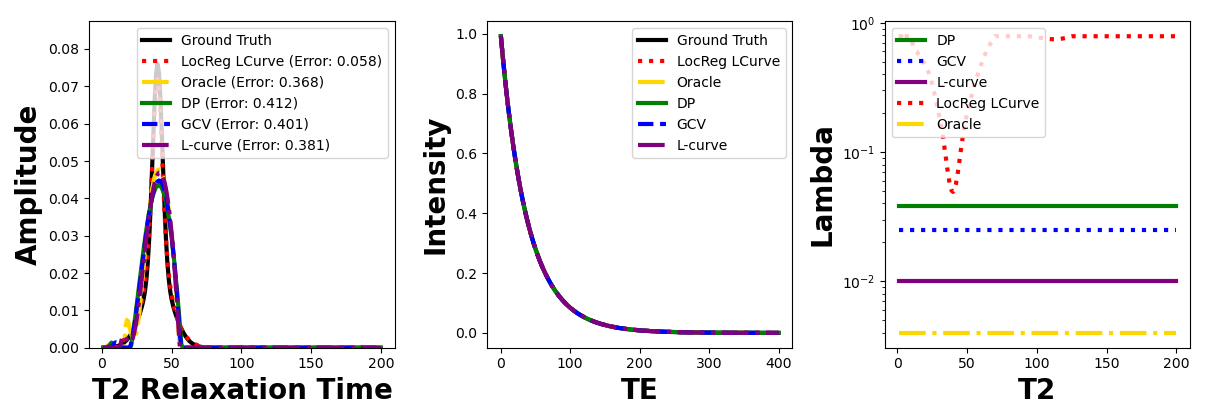 0.08
0.07
0.06
0.05
0.04
0.03
0.02
0.01
0.00
Amplitude
Ground Truth
LocReg LCurve (Error: 0.058)
Oracle (Error: 0.368)
DP (Error: 0.412)
GCV (Error: 0.401)
L-curve (Error: 0.381)
0 50 100 150 200
T2 Relaxation Time
1.0
0.8
0.6
0.4
0.2
0.0
Intensity
Ground Truth
LocReg LCurve
Oracle
DP
GCV
L-curve
0 100 200 300 400
TE
10⁰
10⁻¹
10⁻²
Lambda
DP
GCV
L-curve
LocReg LCurve
Oracle
0 50 100 150 200
T2